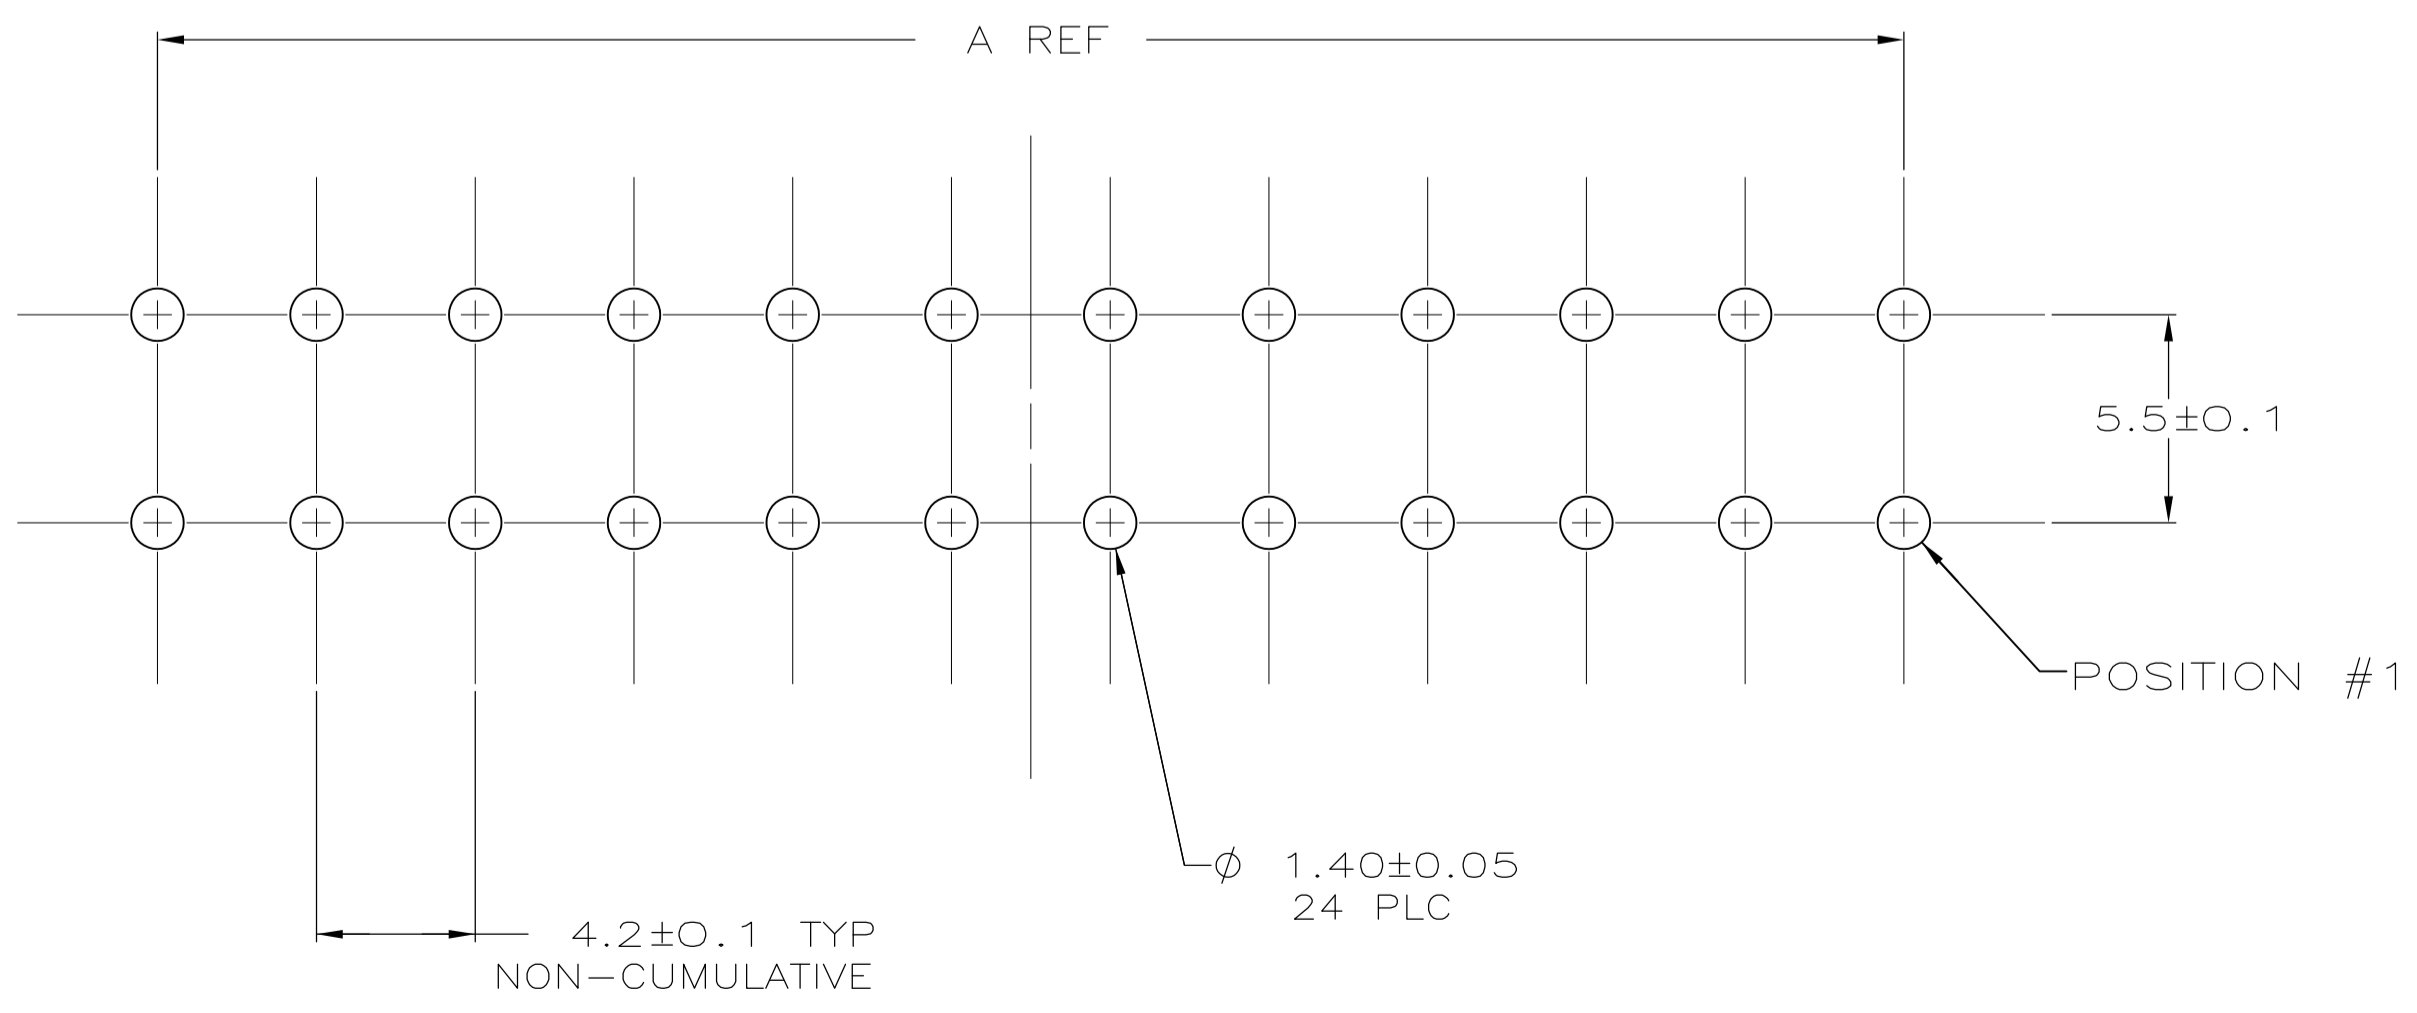 A REF
5.5±0.1
POSITION #1
⌀ 1.40±0.05
24 PLC
4.2±0.1 TYP
NON-CUMULATIVE